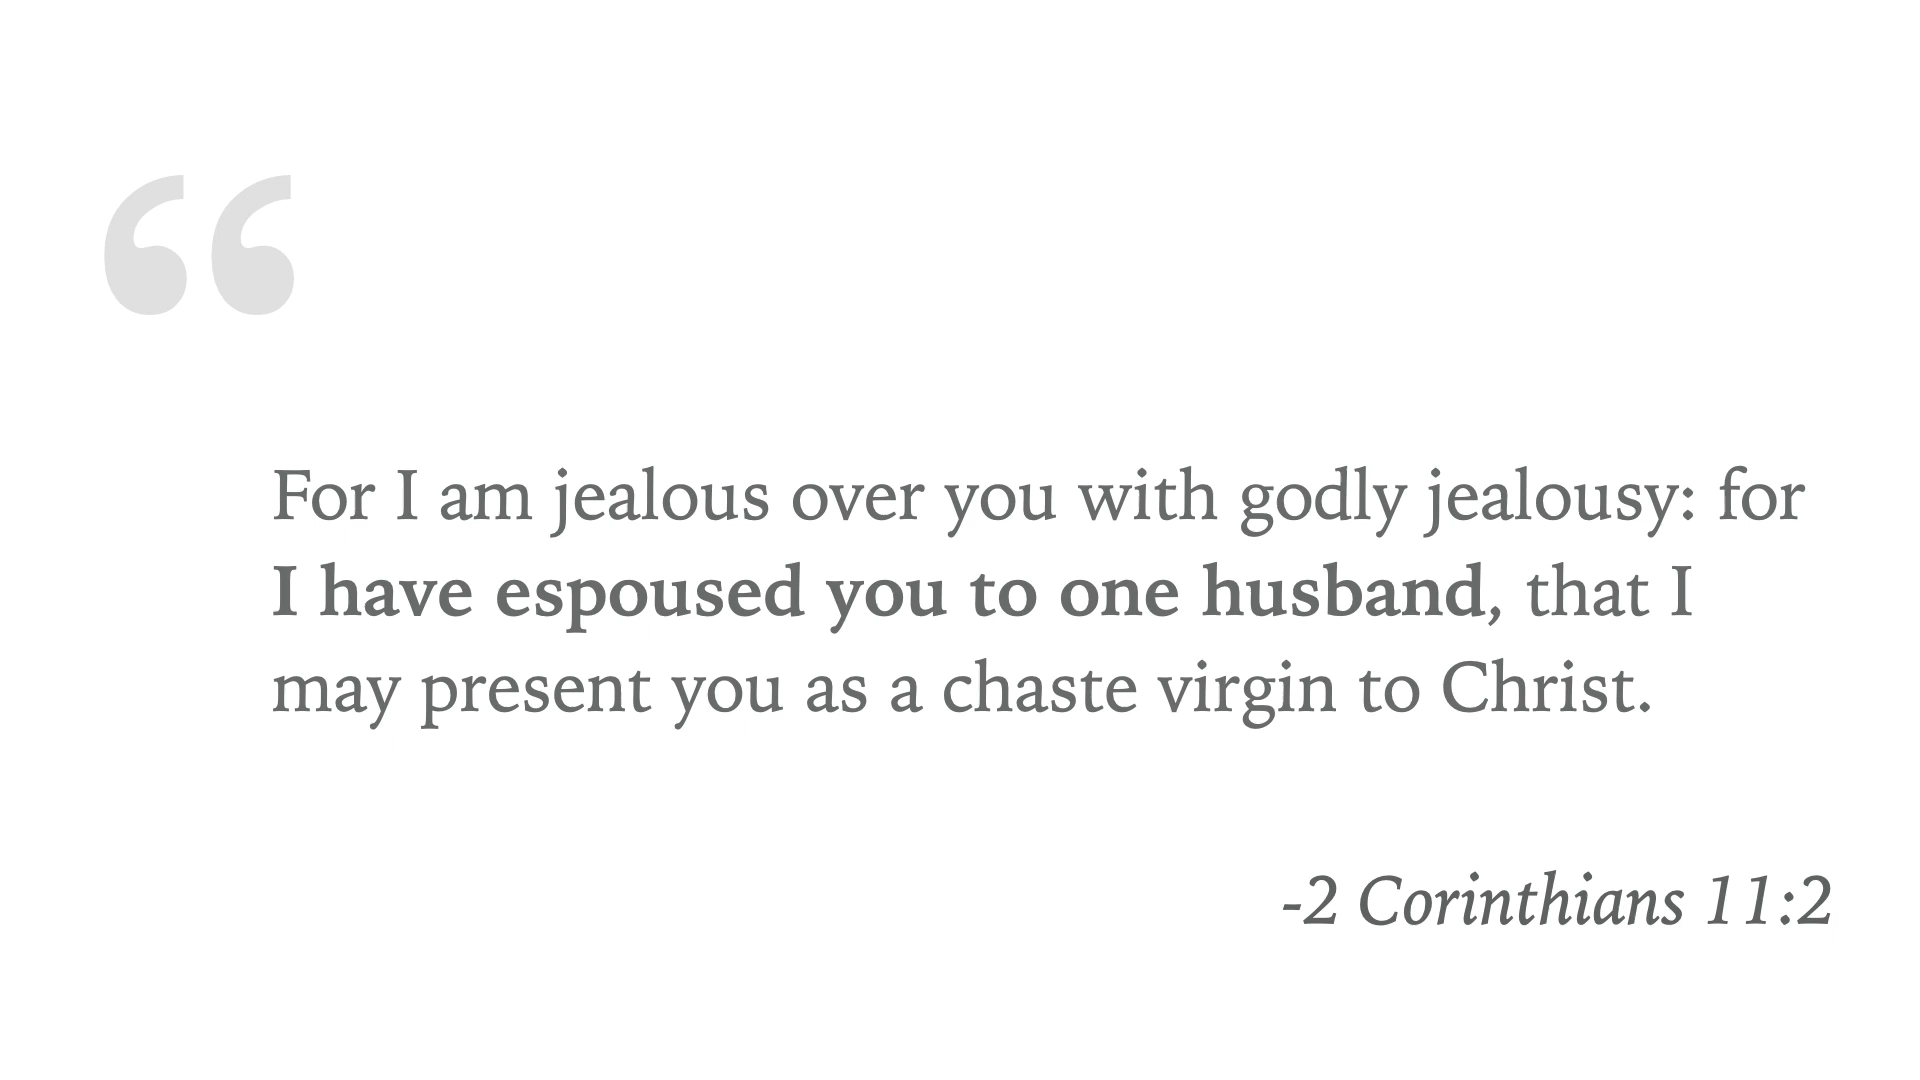 “
For I am jealous over you with godly jealousy: for
I have espoused you to one husband, that I
may present you as a chaste virgin to Christ.
-2 Corinthians 11:2